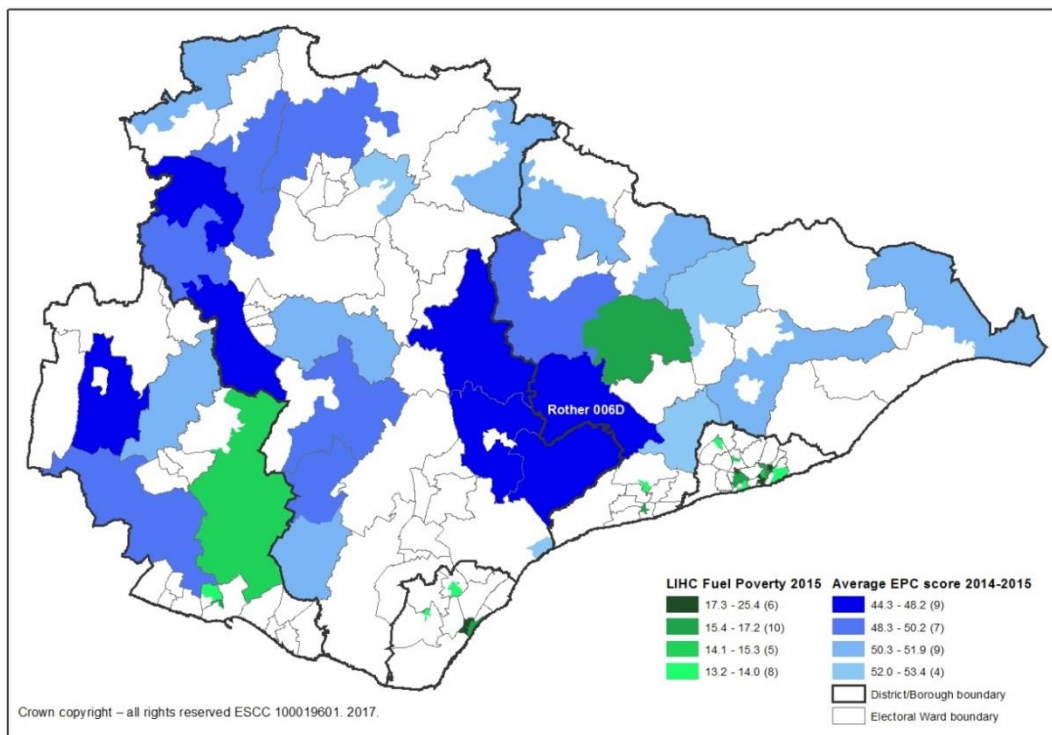 Rother 006D
LIHC Fuel Poverty 2015
17.3 - 25.4 (6)
15.4 - 17.2 (10)
14.1 - 15.3 (5)
13.2 - 14.0 (8)
Average EPC score 2014-2015
44.3 - 48.2 (9)
48.3 - 50.2 (7)
50.3 - 51.9 (9)
52.0 - 53.4 (4)
District/Borough boundary
Electoral Ward boundary
Crown copyright – all rights reserved ESCC 100019601. 2017.